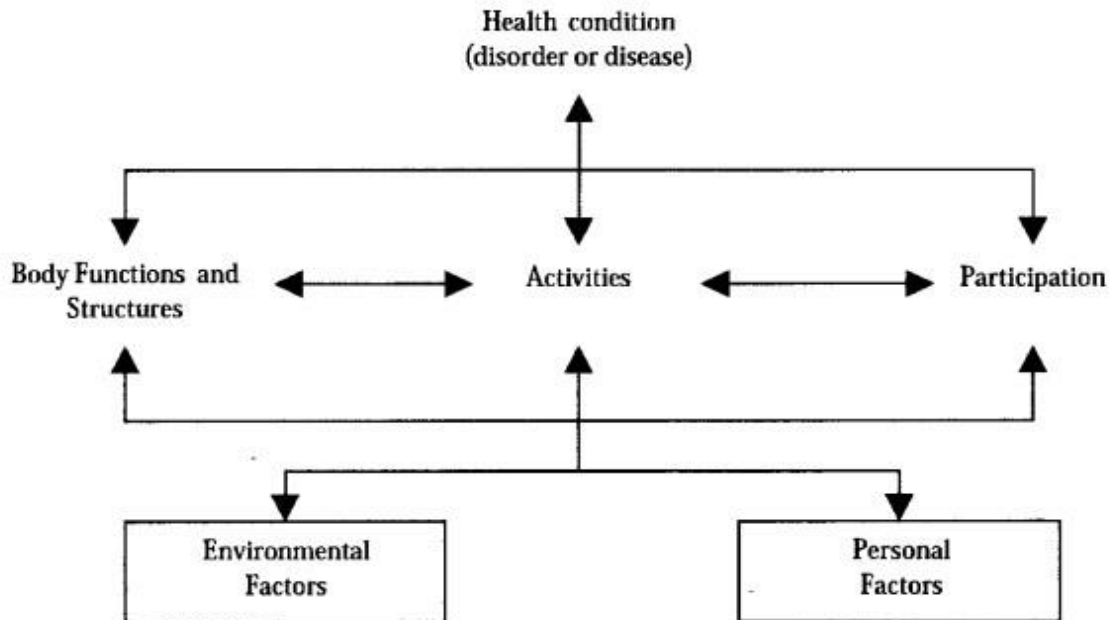 Health condition
(disorder or disease)
Body Functions and
Structures
Activities
Participation
Environmental
Factors
Personal
Factors